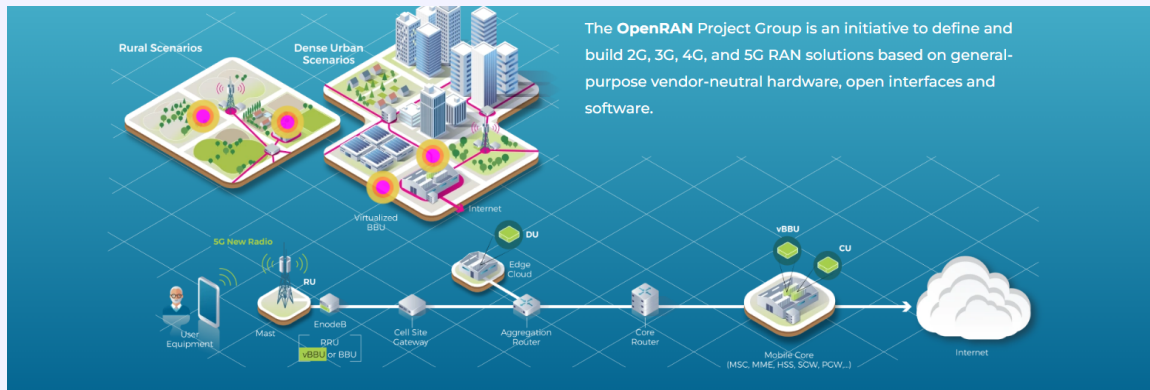 The OpenRAN Project Group is an initiative to define and
build 2G, 3G, 4G, and 5G RAN solutions based on general-
purpose vendor-neutral hardware, open interfaces and
software.
Rural Scenarios
Dense Urban
Scenarios
Virtualized
BBU
Internet
5G New Radio
RU
DU
Edge
Cloud
vBBU
CU
User
Equipment
Mast
EnodeB
RRU
vBBU or BBU
Cell Site
Gateway
Aggregation
Router
Core
Router
Mobile Core
(MSC, MME, HSS, SGW, PGW,...)
Internet